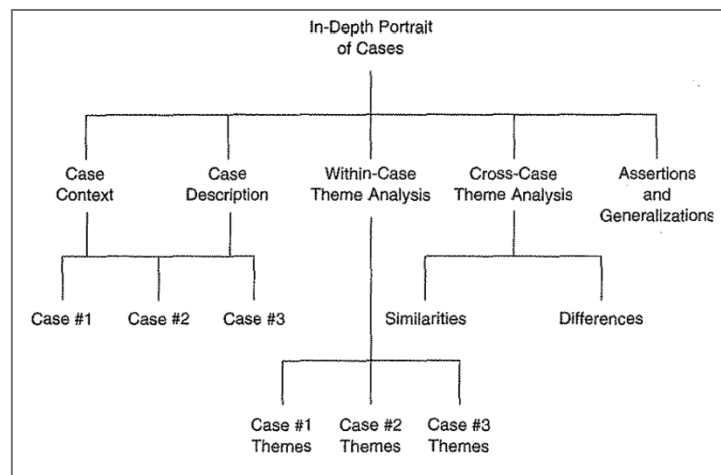 In-Depth Portrait
of Cases
Case
Context
Case
Description
Within-Case
Theme Analysis
Cross-Case
Theme Analysis
Assertions
and
Generalizations
Case #1
Case #2
Case #3
Similarities
Differences
Case #1
Themes
Case #2
Themes
Case #3
Themes